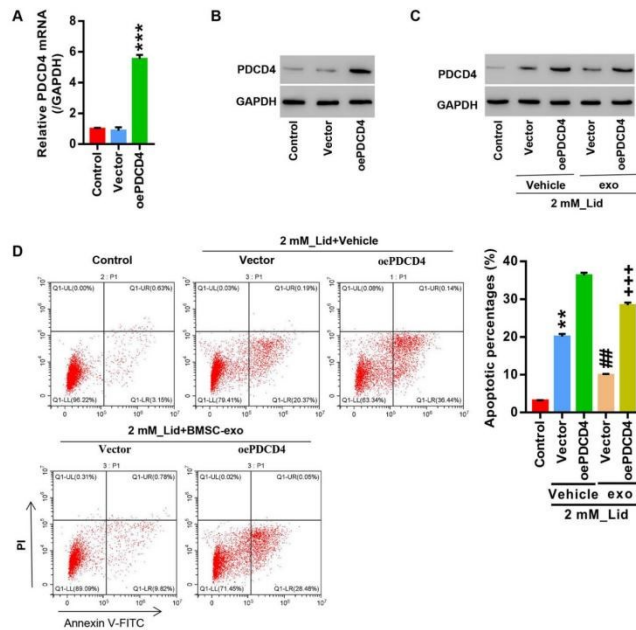 A
Relative PDCD4 mRNA
(/GAPDH)
8
6
4
2
0
***
Control
Vector
oePDCD4
B
PDCD4
GAPDH
Control
Vector
oePDCD4
C
PDCD4
GAPDH
Control
Vector
oePDCD4
Vector
oePDCD4
Vehicle
exo
2 mM_Lid
D
2 mM_Lid+Vehicle
Control
Vector
oePDCD4
2 : P1
3 : P1
1 : P1
Q1-UL(0.00%)
Q1-UR(0.63%)
Q1-LL(96.22%)
Q1-LR(3.15%)
Q1-UL(0.03%)
Q1-UR(0.19%)
Q1-LL(79.41%)
Q1-LR(20.37%)
Q1-UL(0.08%)
Q1-UR(0.14%)
Q1-LL(63.34%)
Q1-LR(36.44%)
2 mM_Lid+BMSC-exo
Vector
oePDCD4
3 : P1
3 : P1
Q1-UL(0.31%)
Q1-UR(0.78%)
Q1-LL(89.09%)
Q1-LR(9.82%)
Q1-UL(0.02%)
Q1-UR(0.05%)
Q1-LL(71.45%)
Q1-LR(28.48%)
PI
Annexin V-FITC
Apoptotic percentages (%)
40
30
20
10
0
**
##
+++
Control
Vector
oePDCD4
Vector
oePDCD4
Vehicle
exo
2 mM_Lid